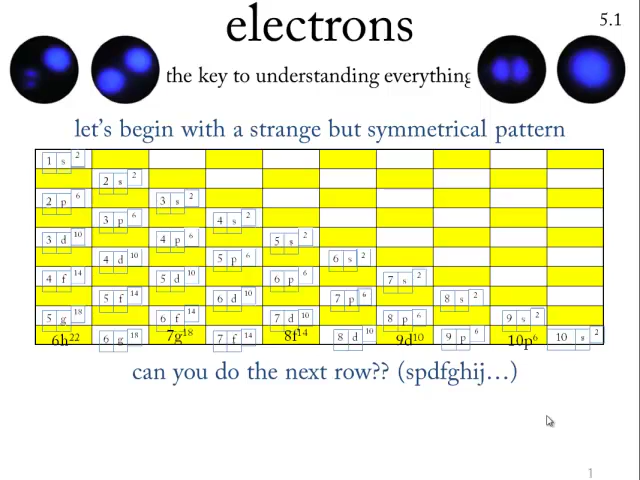 electrons
5.1
the key to understanding everything
let's begin with a strange but symmetrical pattern
1 s 2
2 s 2
2 p 6 3 s 2
3 p 6 4 s 2
3 d 10 4 p 6 5 s 2
4 d 10 5 p 6 6 s 2
4 f 14 5 d 10 6 p 6 7 s 2
5 f 14 6 d 10 7 p 6 8 s 2
5 g 18 6 f 14 7 d 10 8 p 6 9 s 2
6h22 6 g 18 7g18 7 f 14 8f14 8 d 10 9d10 9 p 6 10p6 10 s 2
can you do the next row?? (spdfghij…)
1